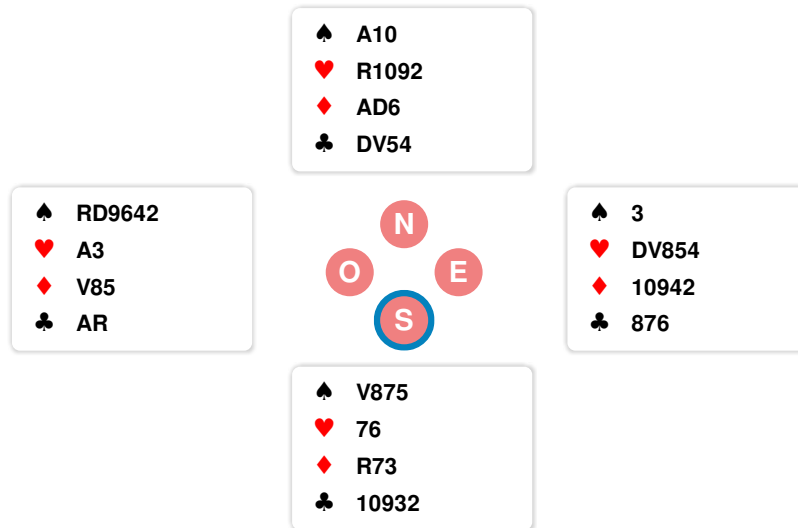 ♠ A10
♥ R1092
♦ AD6
♣ DV54
♠ RD9642
♥ A3
♦ V85
♣ AR
N
O
E
S
♠ 3
♥ DV854
♦ 10942
♣ 876
♠ V875
♥ 76
♦ R73
♣ 10932